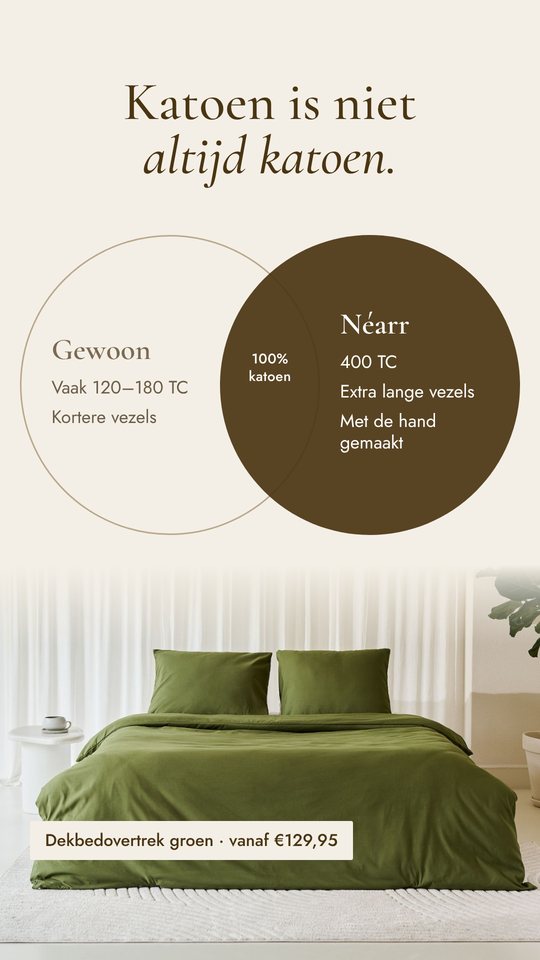 Katoen is niet
altijd katoen.
Gewoon
Vaak 120–180 TC
Kortere vezels
100%
katoen
Néarr
400 TC
Extra lange vezels
Met de hand
gemaakt
Dekbedovertrek groen · vanaf €129,95